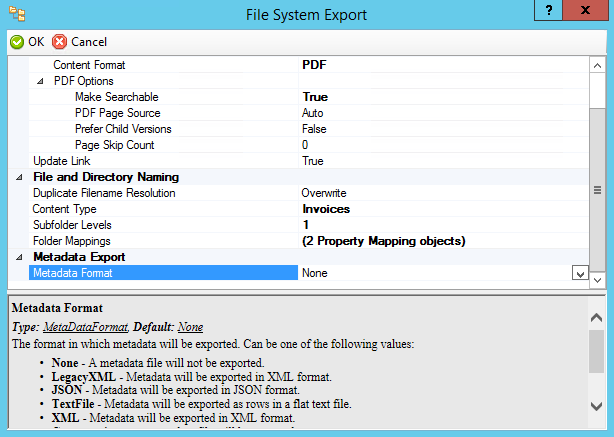 File System Export
? X
OK Cancel
Content Format PDF
PDF Options
Make Searchable True
PDF Page Source Auto
Prefer Child Versions False
Page Skip Count 0
Update Link True
File and Directory Naming
Duplicate Filename Resolution Overwrite
Content Type Invoices
Subfolder Levels 1
Folder Mappings (2 Property Mapping objects)
Metadata Export
Metadata Format None
Metadata Format
Type: MetaDataFormat, Default: None
The format in which metadata will be exported. Can be one of the following values:
• None - A metadata file will not be exported.
• LegacyXML - Metadata will be exported in XML format.
• JSON - Metadata will be exported in JSON format.
• TextFile - Metadata will be exported as rows in a flat text file.
• XML - Metadata will be exported in XML format.